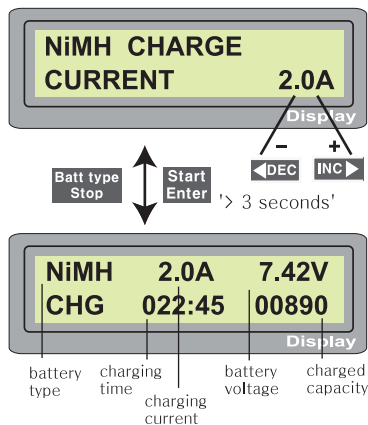 NiMH CHARGE
CURRENT 2.0A
Display
− +
◀DEC INC▶
Batt type
Stop
Start
Enter
'> 3 seconds'
NiMH 2.0A 7.42V
CHG 022:45 00890
Display
battery
type
charging
time
charging
current
battery
voltage
charged
capacity